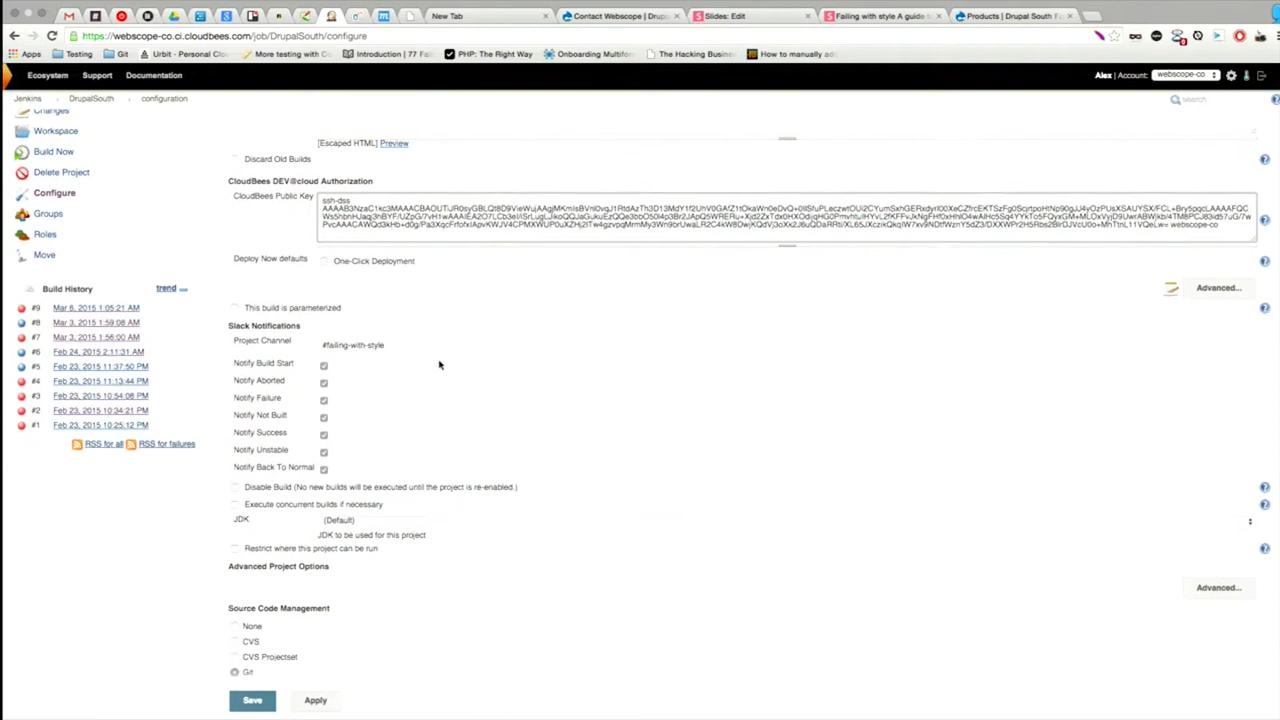 New Tab
Contact Webscope | Drup
Slides: Edit
Failing with style A guide t
Products | Drupal South F
https://webscope-co.ci.cloudbees.com/job/DrupalSouth/configure
Apps
Testing
Git
Urbit - Personal Clo
More testing with C
Introduction | 77 Fa
PHP: The Right Way
Onboarding Multiform
The Hacking Busine
How to manually ad
Ecosystem
Support
Documentation
Alex | Account:
webscope-co
Jenkins
DrupalSouth
configuration
search
Changes
Workspace
Build Now
Delete Project
Configure
Groups
Roles
Move
Build History
trend
#9 Mar 6, 2015 1:05:21 AM
#8 Mar 3, 2015 1:59:08 AM
#7 Mar 3, 2015 1:56:00 AM
#6 Feb 24, 2015 2:11:31 AM
#5 Feb 23, 2015 11:37:50 PM
#4 Feb 23, 2015 11:13:44 PM
#3 Feb 23, 2015 10:54:08 PM
#2 Feb 23, 2015 10:34:21 PM
#1 Feb 23, 2015 10:25:12 PM
RSS for all
RSS for failures
[Escaped HTML] Preview
Discard Old Builds
CloudBees DEV@cloud Authorization
CloudBees Public Key
ssh-dss
webscope-co
Deploy Now defaults
One-Click Deployment
Advanced...
This build is parameterized
Slack Notifications
Project Channel
#failing-with-style
Notify Build Start
Notify Aborted
Notify Failure
Notify Not Built
Notify Success
Notify Unstable
Notify Back To Normal
Disable Build (No new builds will be executed until the project is re-enabled.)
Execute concurrent builds if necessary
JDK
(Default)
JDK to be used for this project
Restrict where this project can be run
Advanced Project Options
Advanced...
Source Code Management
None
CVS
CVS Projectset
Git
Save
Apply